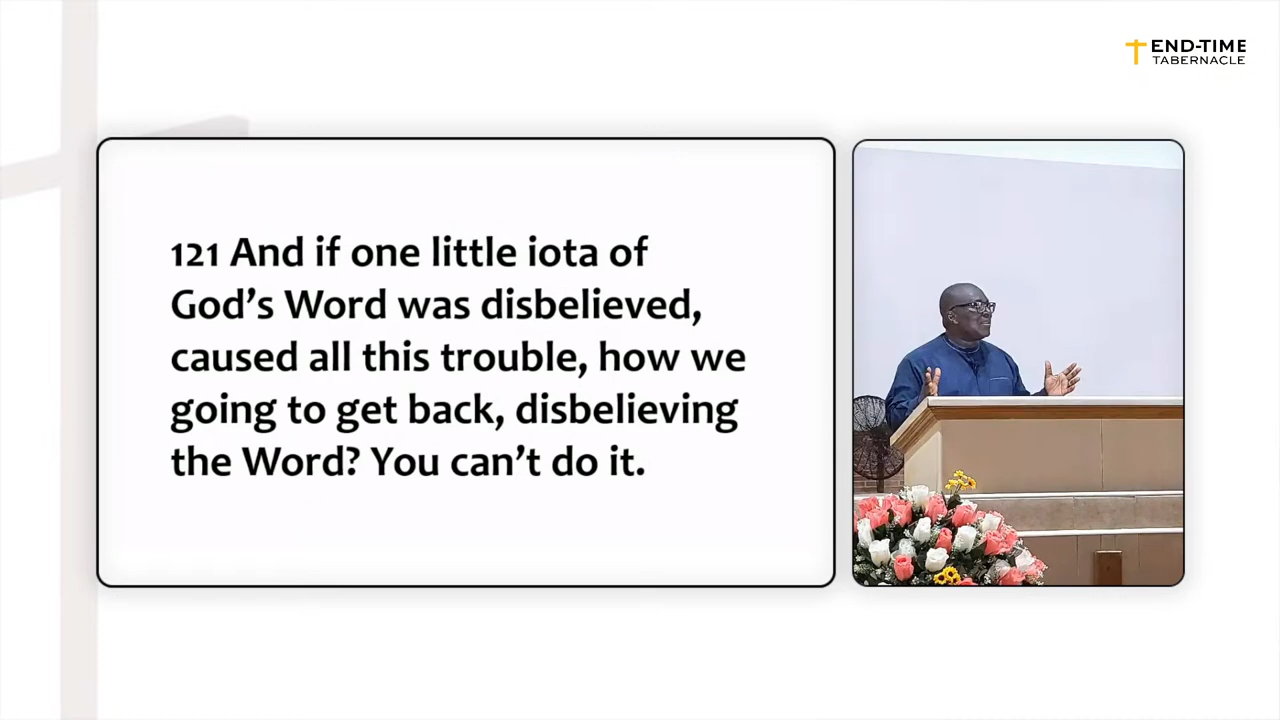 END-TIME
TABERNACLE
121 And if one little iota of
God’s Word was disbelieved,
caused all this trouble, how we
going to get back, disbelieving
the Word? You can’t do it.